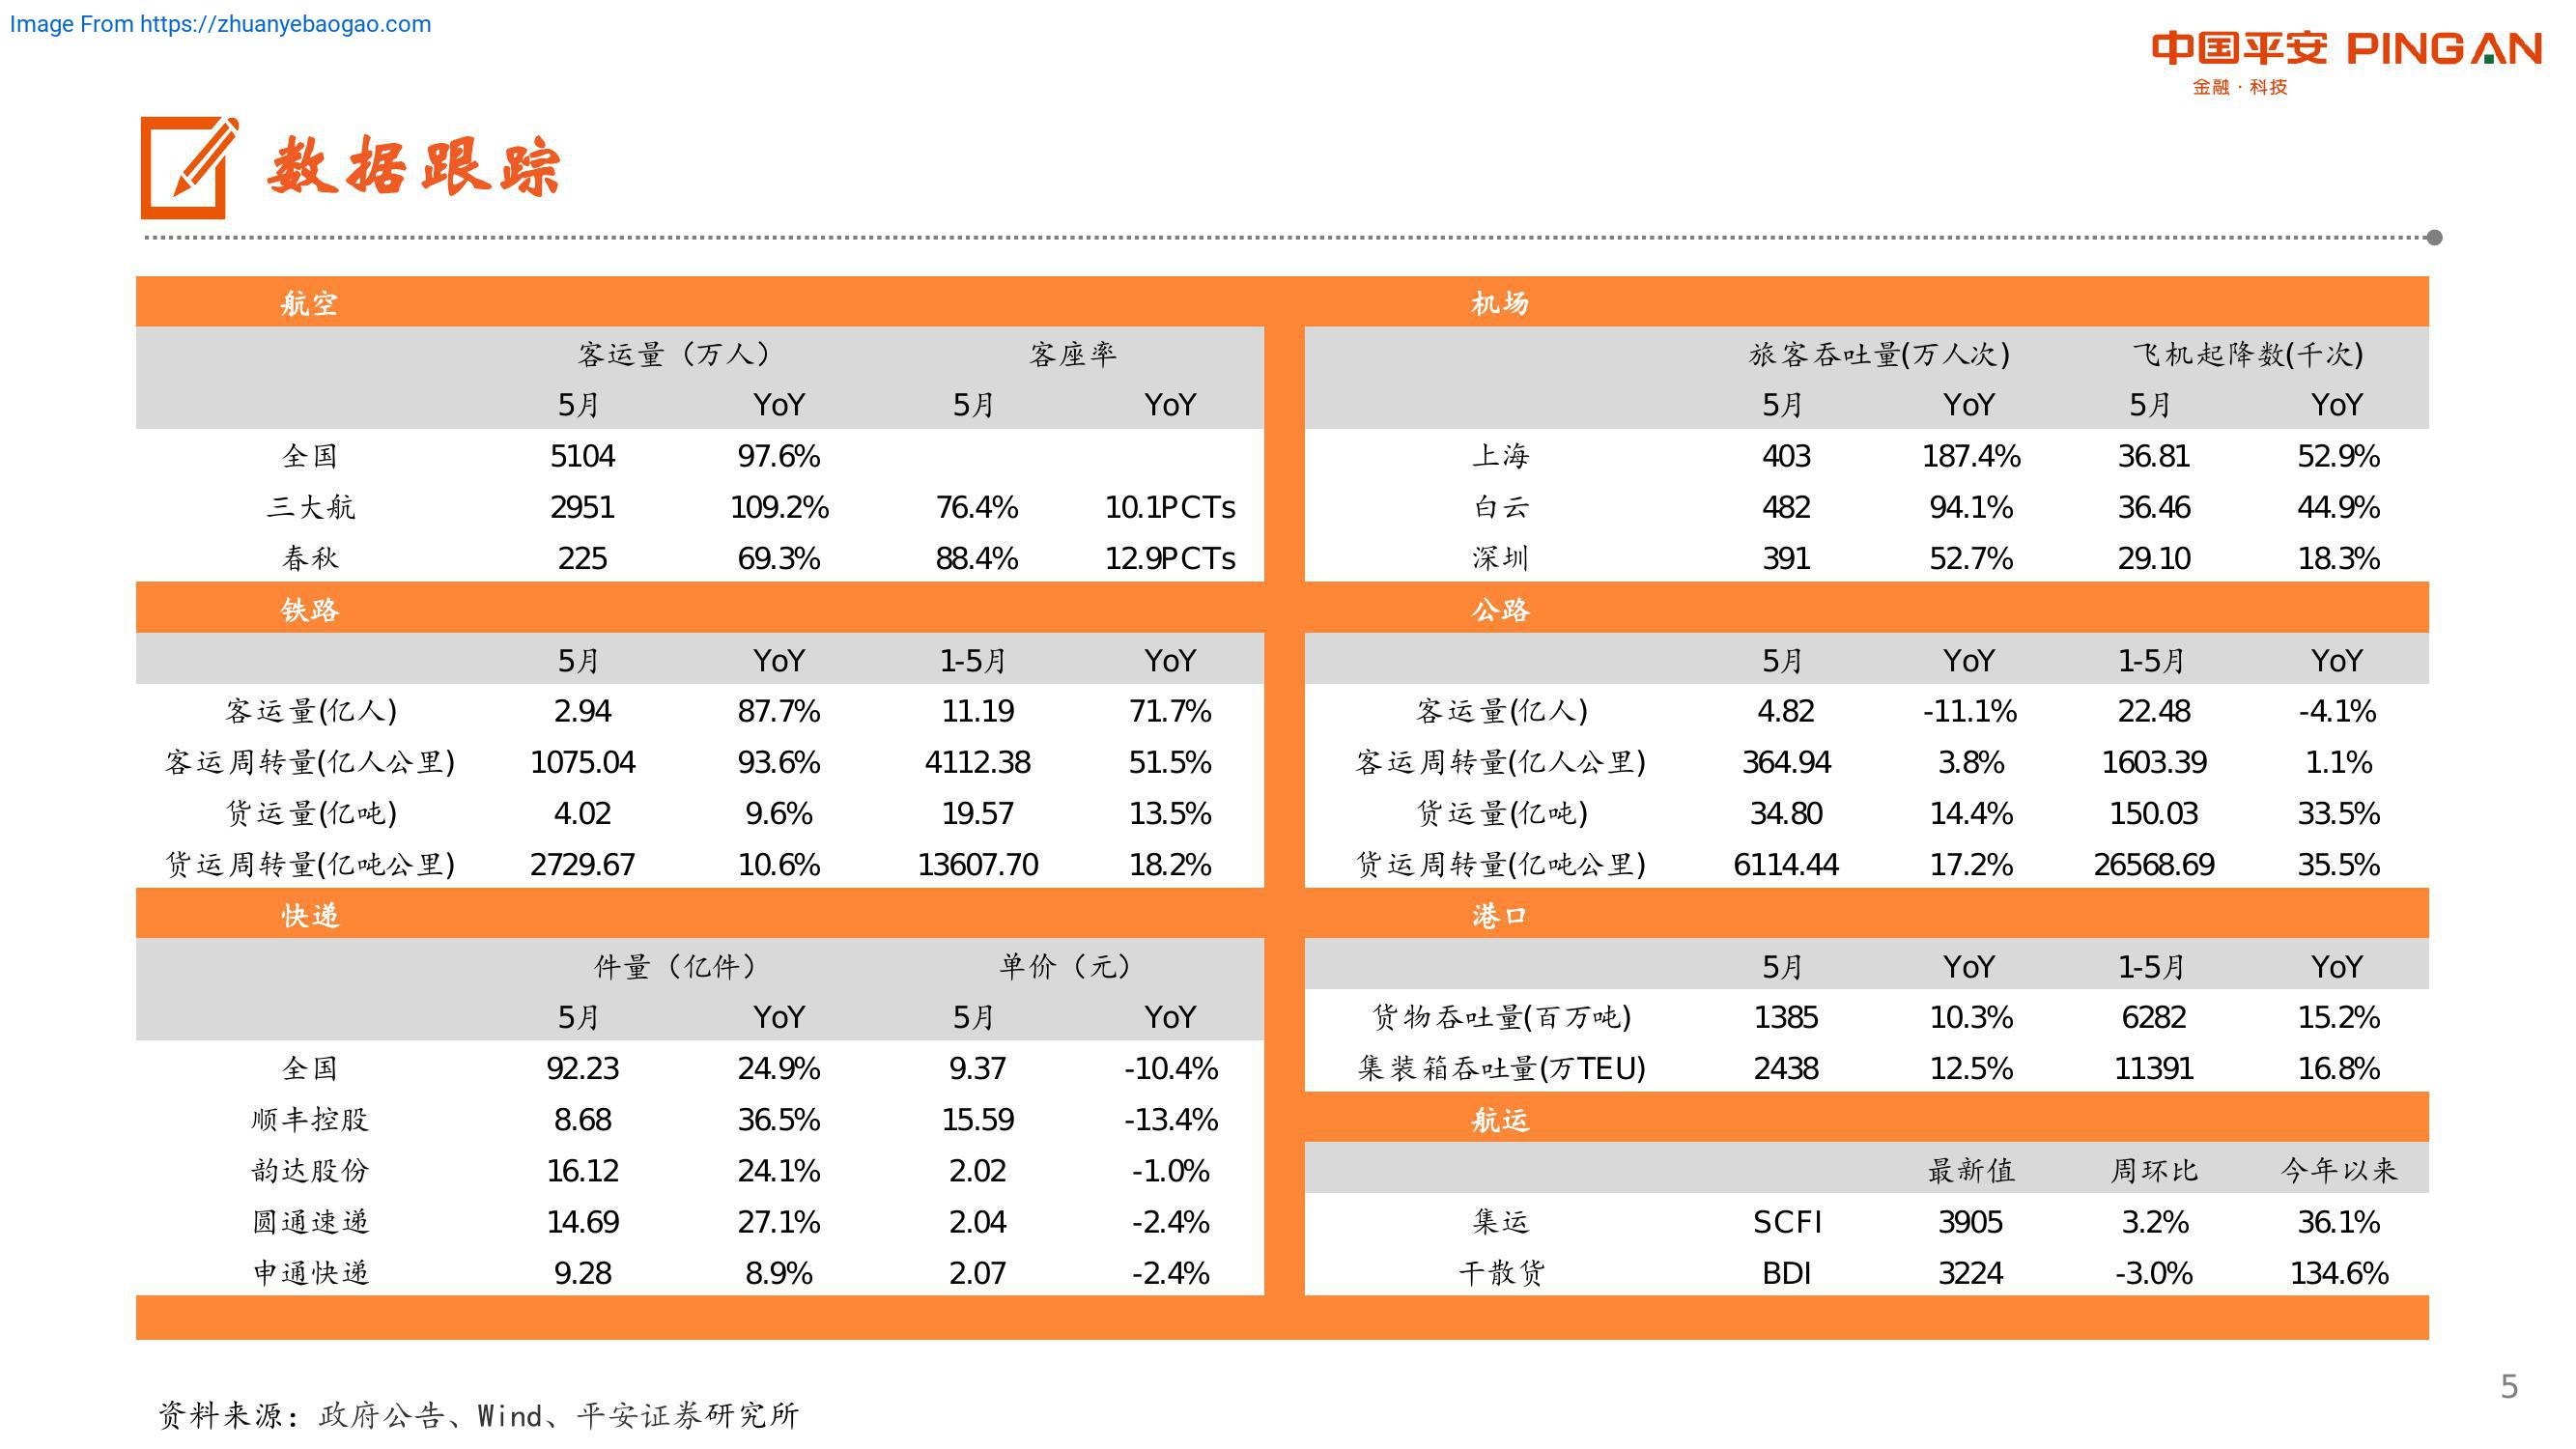 Image From https://zhuanyebaogao.com
中国平安 PINGAN
金融·科技
数据跟踪
航空
客运量（万人） 客座率
5月 YoY 5月 YoY
全国 5104 97.6%
三大航 2951 109.2% 76.4% 10.1PCTs
春秋 225 69.3% 88.4% 12.9PCTs
机场
旅客吞吐量(万人次) 飞机起降数(千次)
5月 YoY 5月 YoY
上海 403 187.4% 36.81 52.9%
白云 482 94.1% 36.46 44.9%
深圳 391 52.7% 29.10 18.3%
铁路
5月 YoY 1-5月 YoY
客运量(亿人) 2.94 87.7% 11.19 71.7%
客运周转量(亿人公里) 1075.04 93.6% 4112.38 51.5%
货运量(亿吨) 4.02 9.6% 19.57 13.5%
货运周转量(亿吨公里) 2729.67 10.6% 13607.70 18.2%
公路
5月 YoY 1-5月 YoY
客运量(亿人) 4.82 -11.1% 22.48 -4.1%
客运周转量(亿人公里) 364.94 3.8% 1603.39 1.1%
货运量(亿吨) 34.80 14.4% 150.03 33.5%
货运周转量(亿吨公里) 6114.44 17.2% 26568.69 35.5%
快递
件量（亿件） 单价（元）
5月 YoY 5月 YoY
全国 92.23 24.9% 9.37 -10.4%
顺丰控股 8.68 36.5% 15.59 -13.4%
韵达股份 16.12 24.1% 2.02 -1.0%
圆通速递 14.69 27.1% 2.04 -2.4%
申通快递 9.28 8.9% 2.07 -2.4%
港口
5月 YoY 1-5月 YoY
货物吞吐量(百万吨) 1385 10.3% 6282 15.2%
集装箱吞吐量(万TEU) 2438 12.5% 11391 16.8%
航运
最新值 周环比 今年以来
集运 SCFI 3905 3.2% 36.1%
干散货 BDI 3224 -3.0% 134.6%
资料来源：政府公告、Wind、平安证券研究所
5